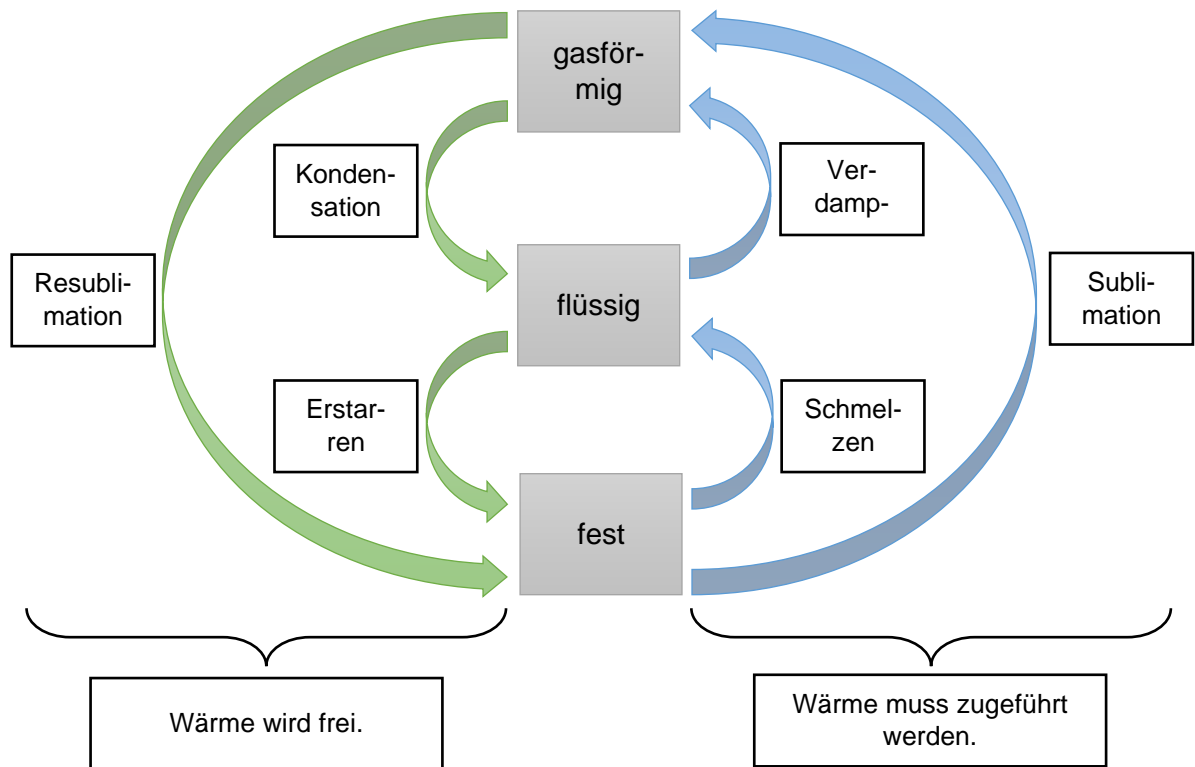 gasför-
mig
Konden-
sation
Ver-
damp-
Resubli-
mation
flüssig
Subli-
mation
Erstar-
ren
Schmel-
zen
fest
Wärme wird frei.
Wärme muss zugeführt
werden.